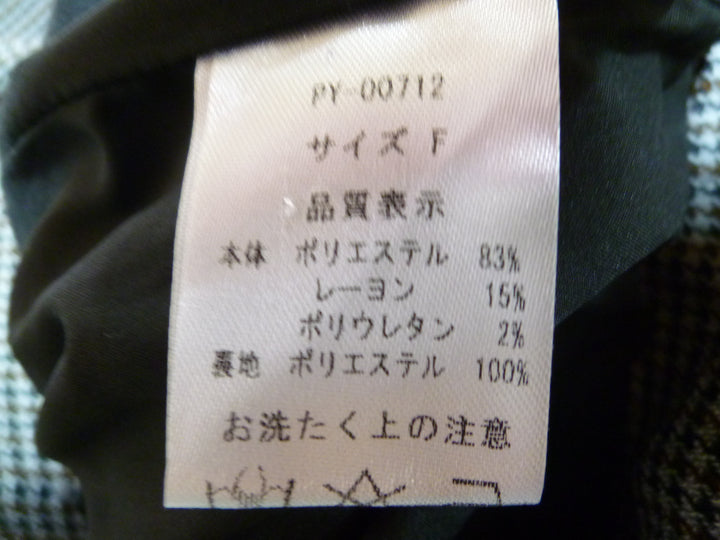 PY-00712
サイズ F
品質表示
本体 ポリエステル 83%
レーヨン 15%
ポリウレタン 2%
裏地 ポリエステル 100%
お洗たく上の注意